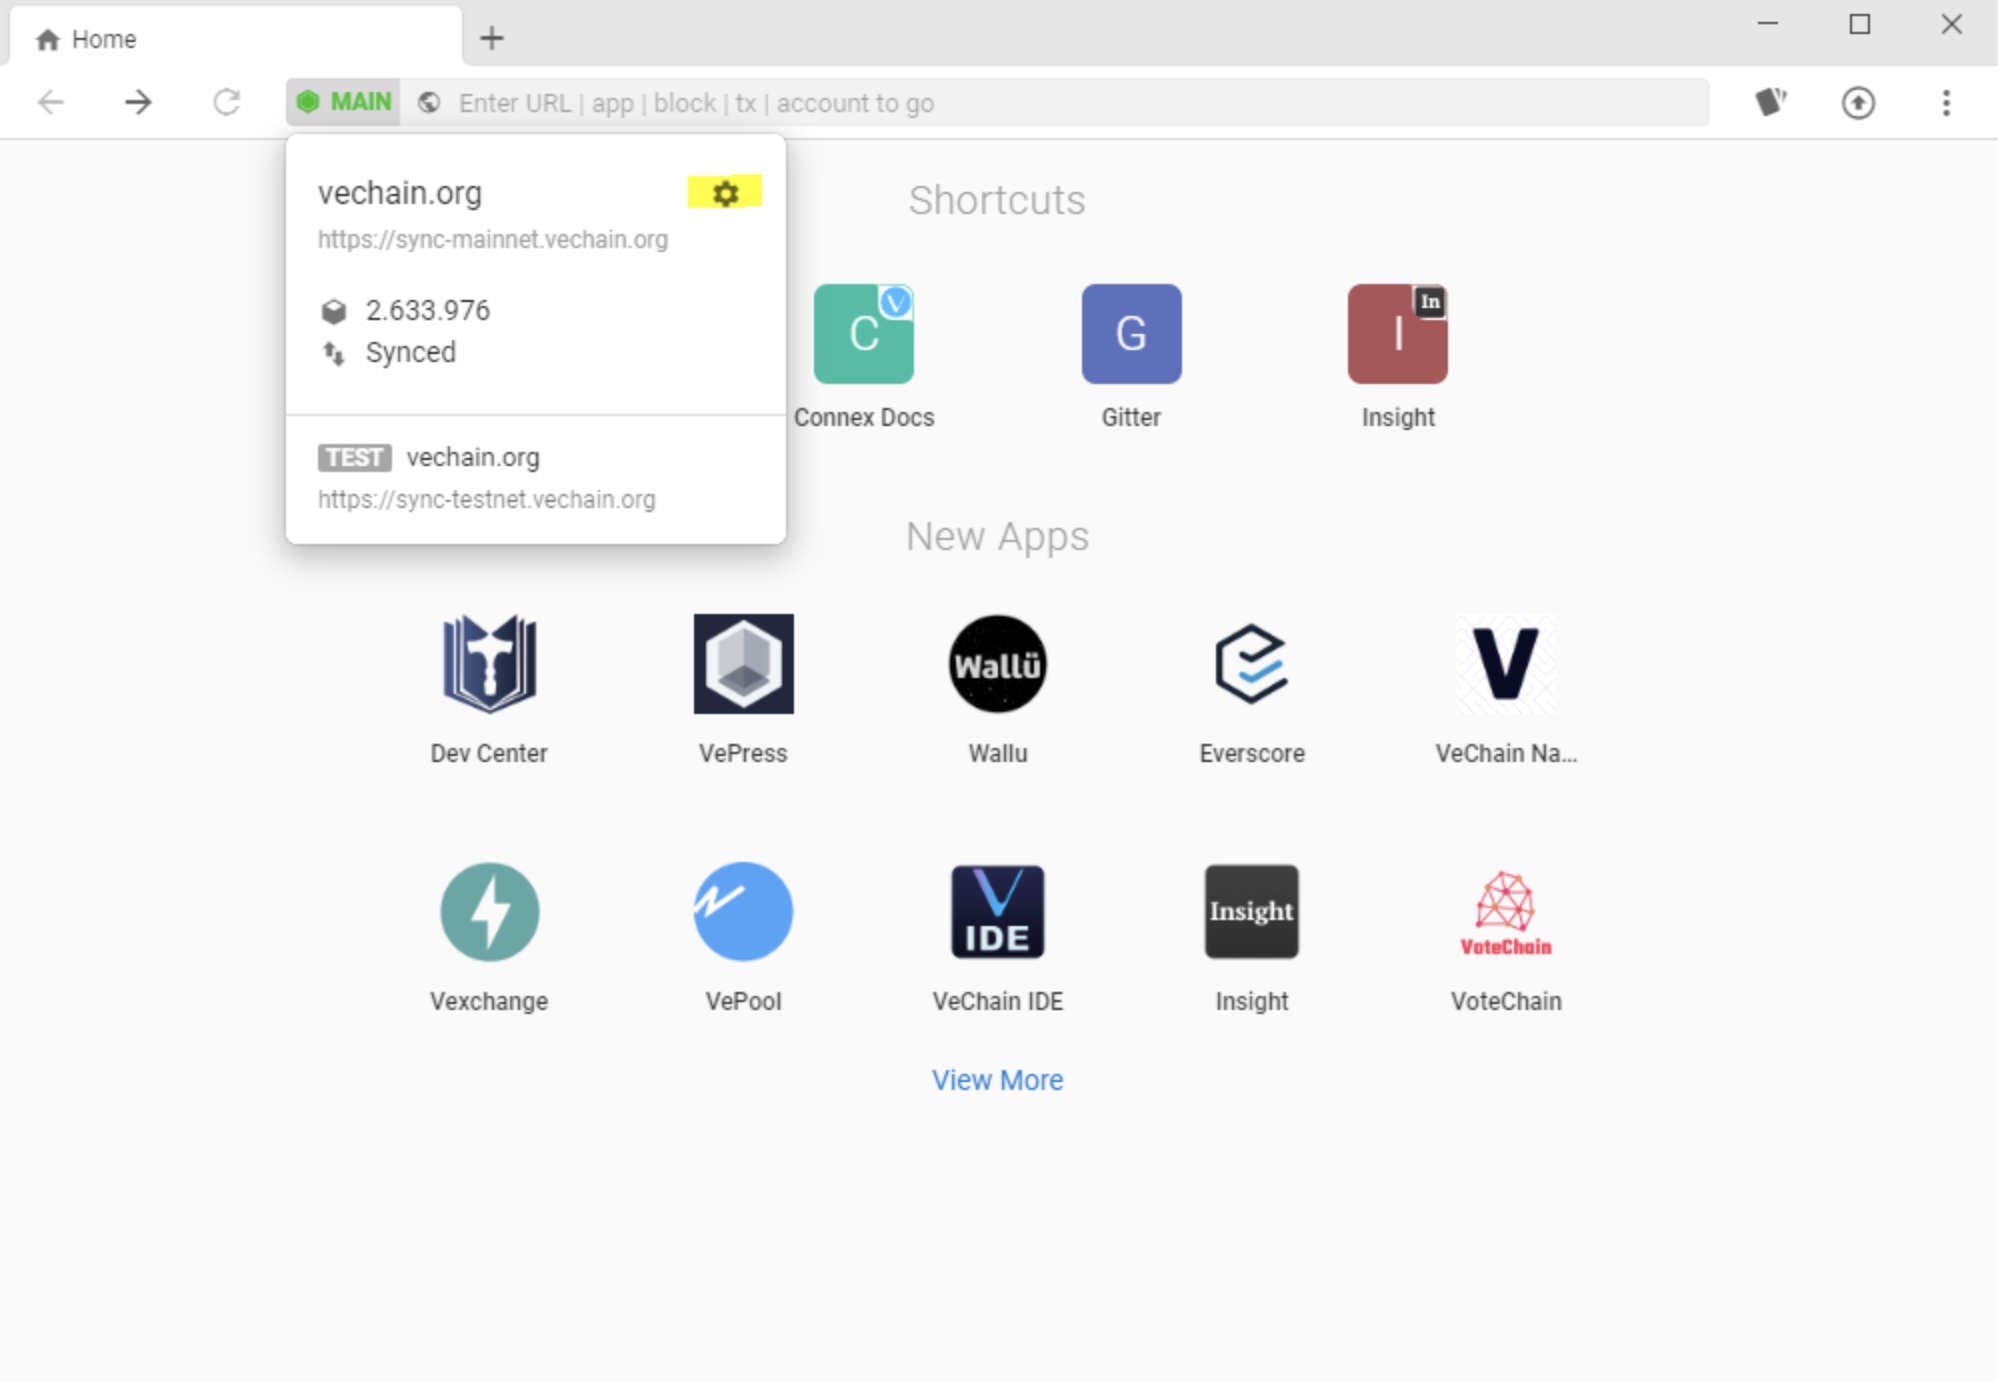 Home
MAIN Enter URL | app | block | tx | account to go
vechain.org
https://sync-mainnet.vechain.org
2.633.976
Synced
TEST vechain.org
https://sync-testnet.vechain.org
Shortcuts
C G I In
Connex Docs Gitter Insight
New Apps
Wallü V
Dev Center VePress Wallu Everscore VeChain Na...
IDE Insight VoteChain
Vexchange VePool VeChain IDE Insight VoteChain
View More